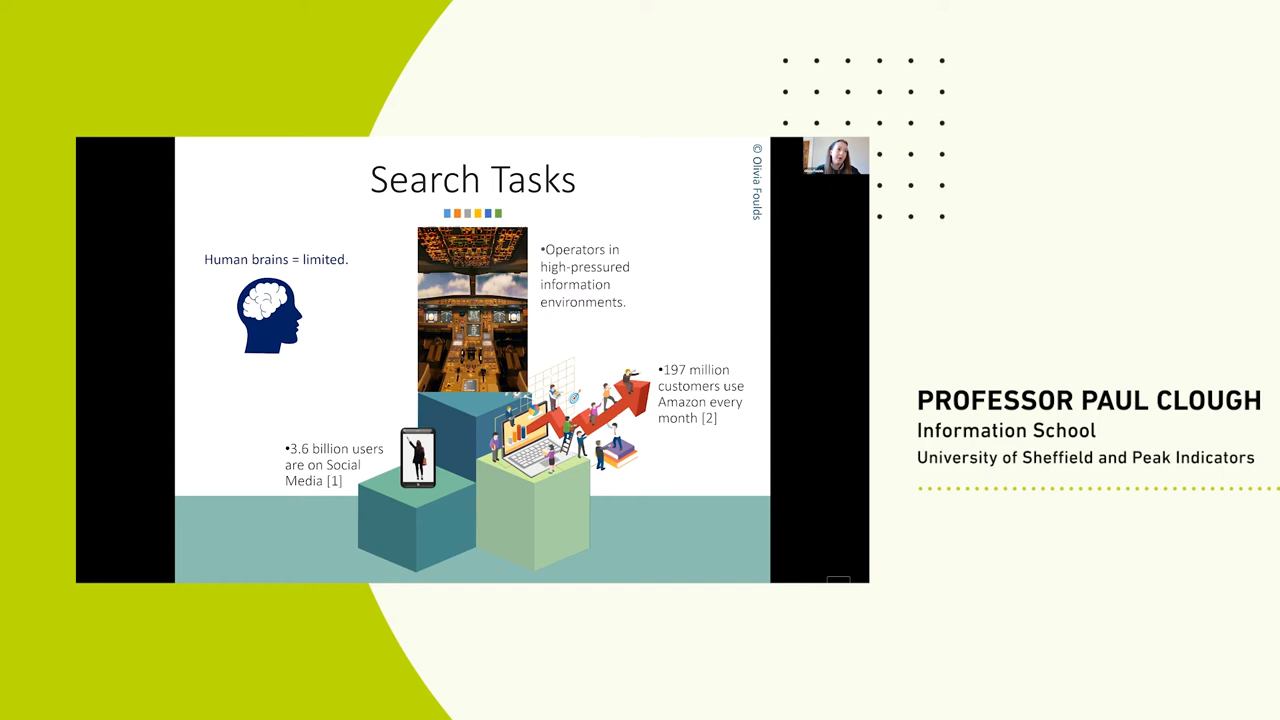 Search Tasks
© Olivia Foulds
Human brains = limited.
•Operators in
high-pressured
information
environments.
•197 million
customers use
Amazon every
month [2]
•3.6 billion users
are on Social
Media [1]
PROFESSOR PAUL CLOUGH
Information School
University of Sheffield and Peak Indicators